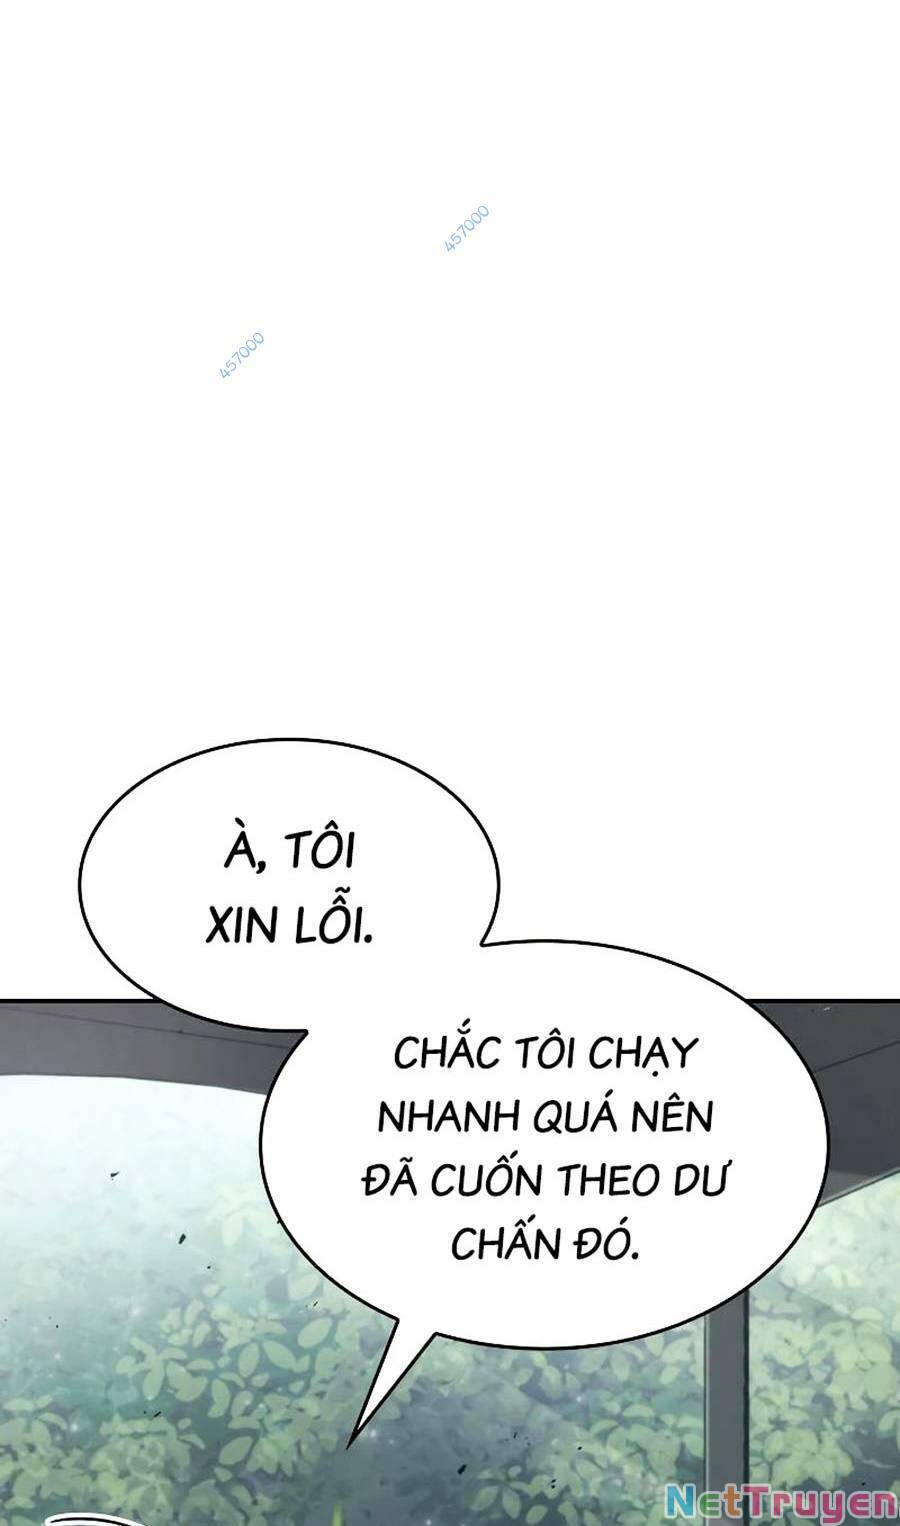 457000
457000
À, TÔI
XIN LỖI.
CHẮC TÔI CHẠY
NHANH QUÁ NÊN
ĐÃ CUỐN THEO DƯ
CHẤN ĐÓ.
NetTruyen